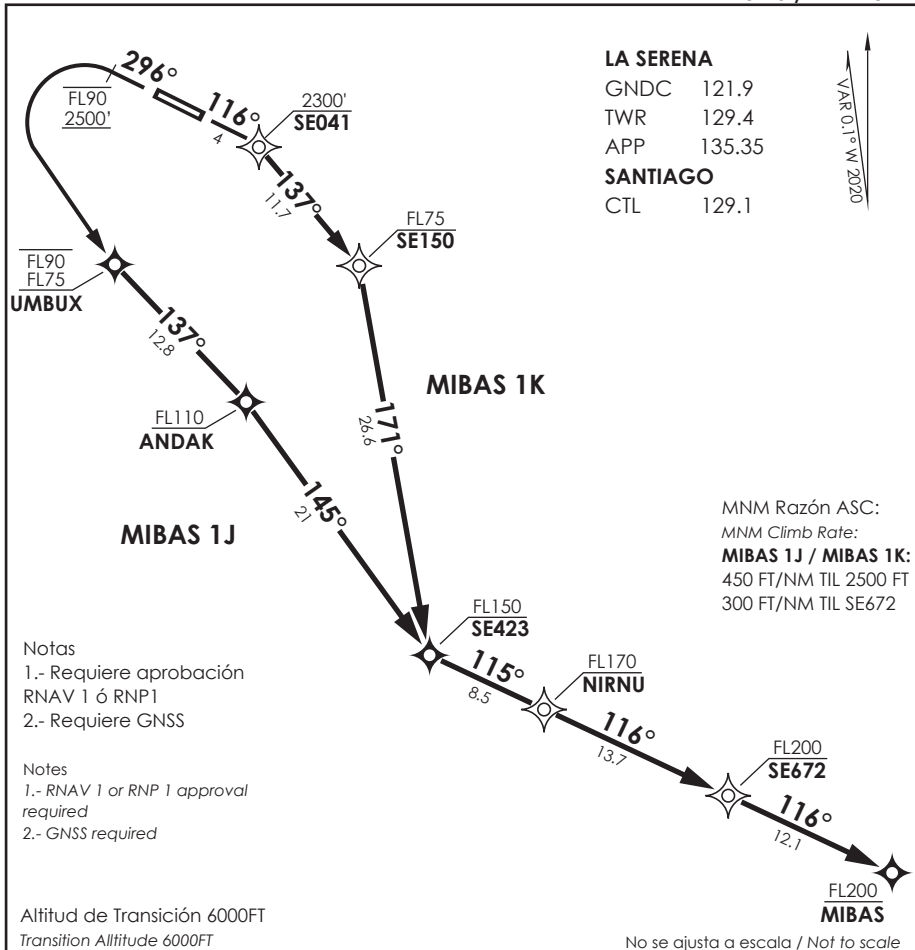 LA SERENA
GNDC 121.9
TWR 129.4
APP 135.35
SANTIAGO
CTL 129.1
VAR 0.1° W 2020
296°
FL90
2500'
116°
4
2300'
SE041
137°
11.7
FL75
SE150
FL90
FL75
UMBUX
137°
12.8
FL110
ANDAK
MIBAS 1K
171°
26.6
145°
21
MIBAS 1J
MNM Razón ASC:
MNM Climb Rate:
MIBAS 1J / MIBAS 1K:
450 FT/NM TIL 2500 FT
300 FT/NM TIL SE672
FL150
SE423
115°
8.5
FL170
NIRNU
116°
13.7
FL200
SE672
116°
12.1
FL200
MIBAS
Notas
1.- Requiere aprobación
RNAV 1 ó RNP1
2.- Requiere GNSS
Notes
1.- RNAV 1 or RNP 1 approval
required
2.- GNSS required
Altitud de Transición 6000FT
Transition Alltitude 6000FT
No se ajusta a escala / Not to scale